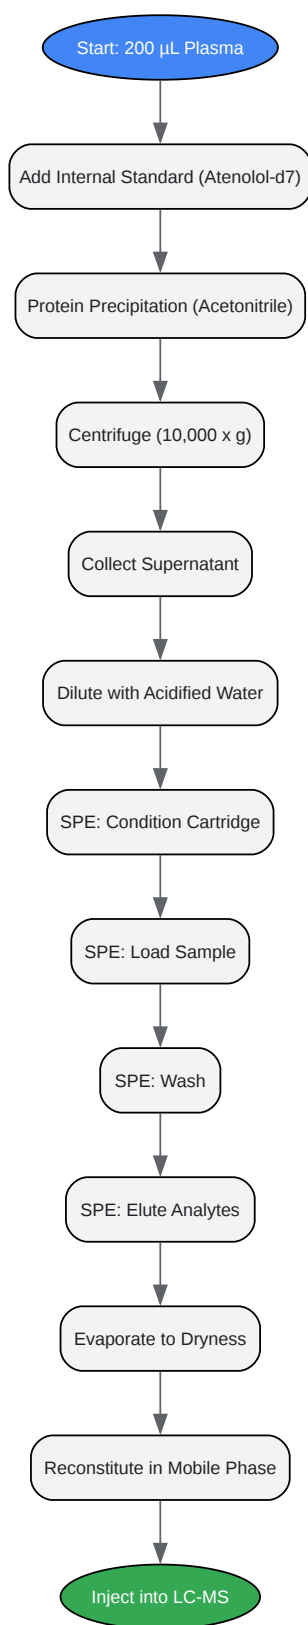 Start: 200 µL Plasma
Add Internal Standard (Atenolol-d7)
Protein Precipitation (Acetonitrile)
Centrifuge (10,000 x g)
Collect Supernatant
Dilute with Acidified Water
SPE: Condition Cartridge
SPE: Load Sample
SPE: Wash
SPE: Elute Analytes
Evaporate to Dryness
Reconstitute in Mobile Phase
Inject into LC-MS